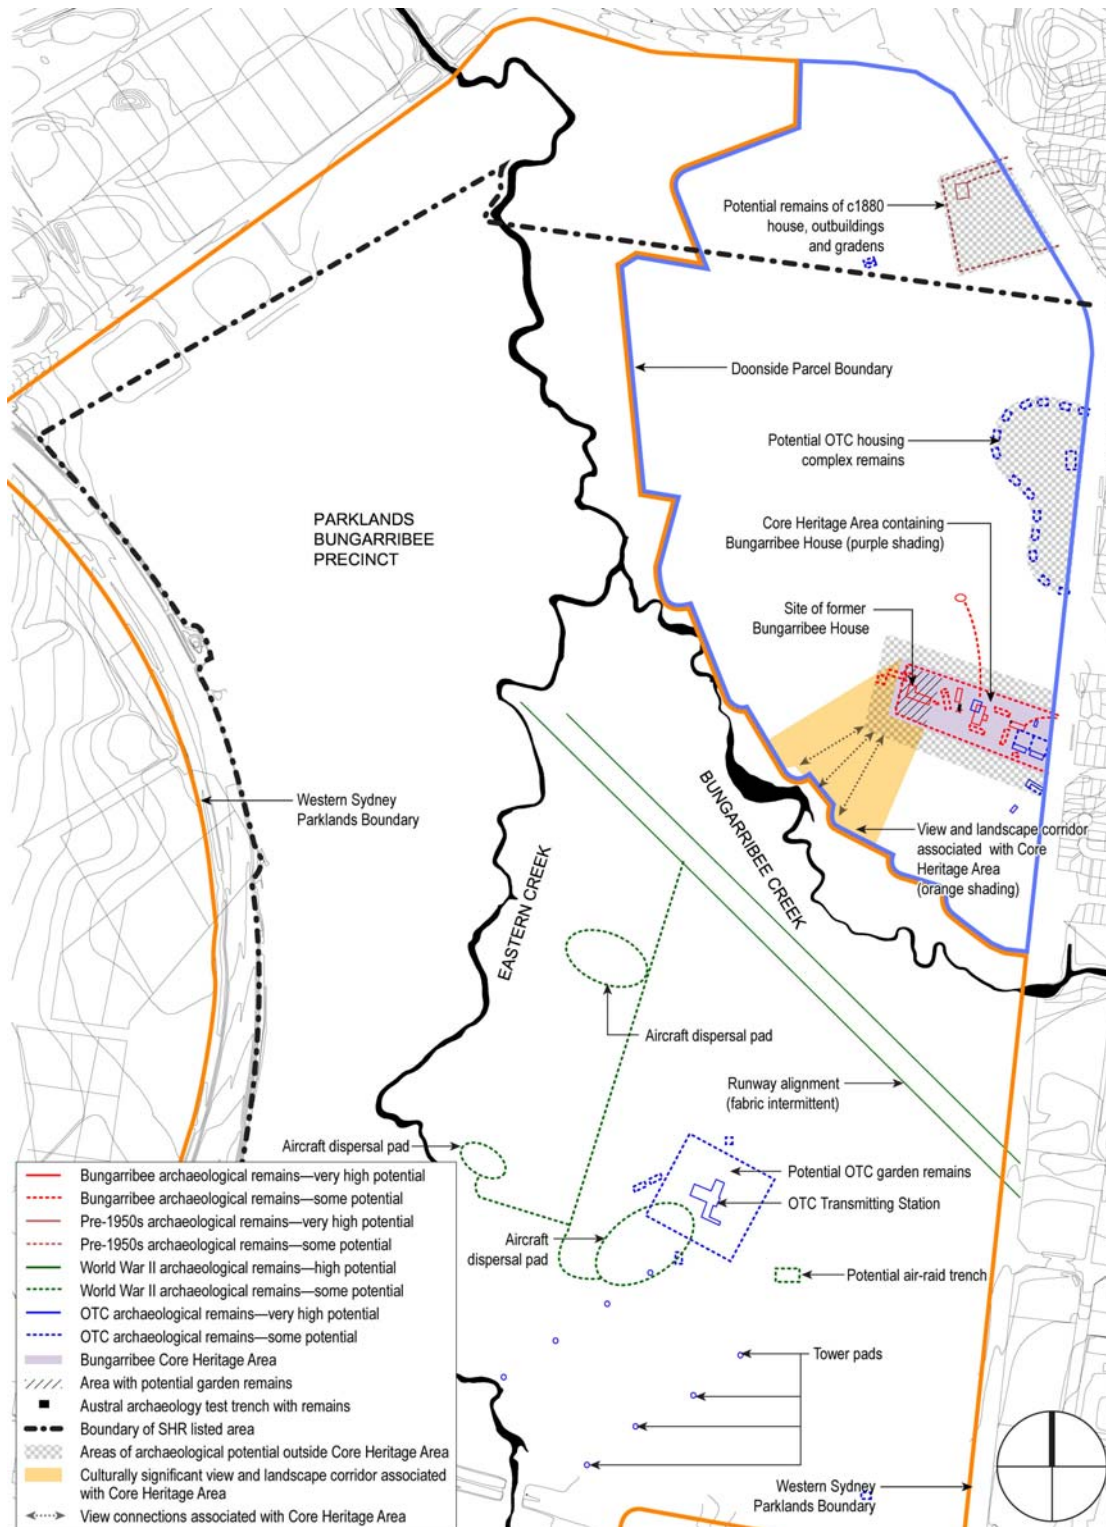 Potential remains of c1880
house, outbuildings
and gradens
Doonside Parcel Boundary
Potential OTC housing
complex remains
PARKLANDS
BUNGARRIBEE
PRECINCT
Core Heritage Area containing
Bungarribee House (purple shading)
Site of former
Bungarribee House
Western Sydney
Parklands Boundary
BUNGARRIBEE CREEK
View and landscape corridor
associated with Core
Heritage Area
(orange shading)
EASTERN CREEK
Aircraft dispersal pad
Runway alignment
(fabric intermittent)
Aircraft dispersal pad
Potential OTC garden remains
OTC Transmitting Station
Aircraft
dispersal pad
Potential air-raid trench
Tower pads
Western Sydney
Parklands Boundary
Bungarribee archaeological remains—very high potential
Bungarribee archaeological remains—some potential
Pre-1950s archaeological remains—very high potential
Pre-1950s archaeological remains—some potential
World War II archaeological remains—high potential
World War II archaeological remains—some potential
OTC archaeological remains—very high potential
OTC archaeological remains—some potential
Bungarribee Core Heritage Area
Area with potential garden remains
Austral archaeology test trench with remains
Boundary of SHR listed area
Areas of archaeological potential outside Core Heritage Area
Culturally significant view and landscape corridor associated
with Core Heritage Area
View connections associated with Core Heritage Area